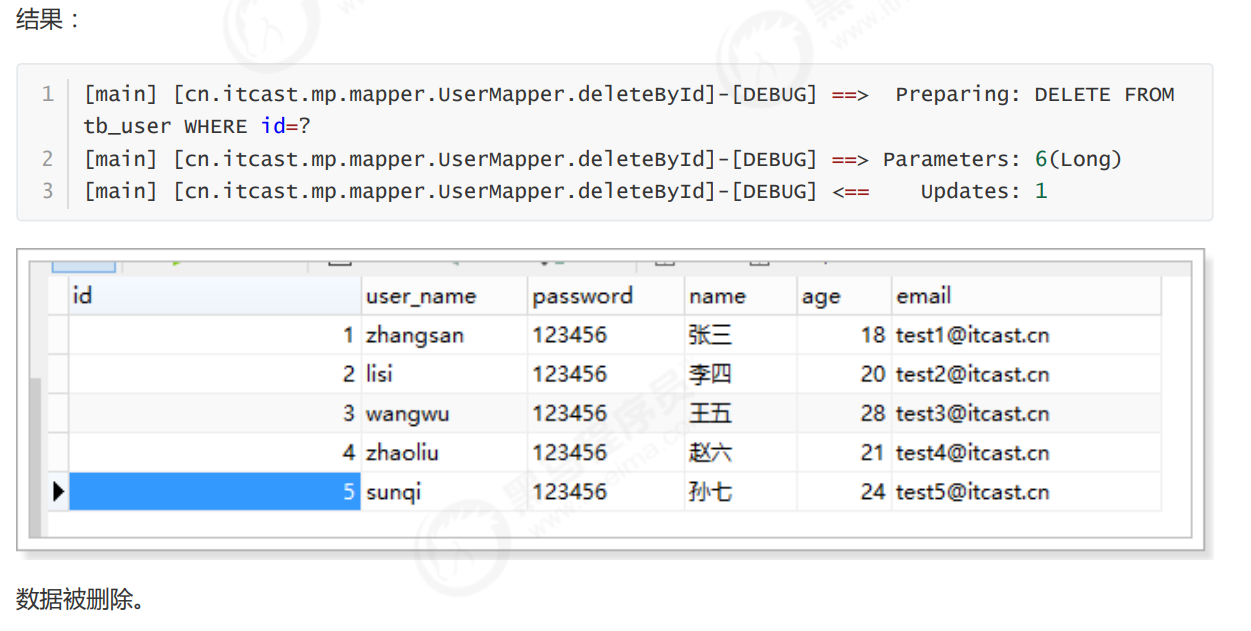 结果：
1 [main] [cn.itcast.mp.mapper.UserMapper.deleteById]-[DEBUG] ==>  Preparing: DELETE FROM
tb_user WHERE id=?
2 [main] [cn.itcast.mp.mapper.UserMapper.deleteById]-[DEBUG] ==> Parameters: 6(Long)
3 [main] [cn.itcast.mp.mapper.UserMapper.deleteById]-[DEBUG] <==    Updates: 1
id user_name password name age email
1 zhangsan 123456 张三 18 test1@itcast.cn
2 lisi 123456 李四 20 test2@itcast.cn
3 wangwu 123456 王五 28 test3@itcast.cn
4 zhaoliu 123456 赵六 21 test4@itcast.cn
5 sunqi 123456 孙七 24 test5@itcast.cn
数据被删除。